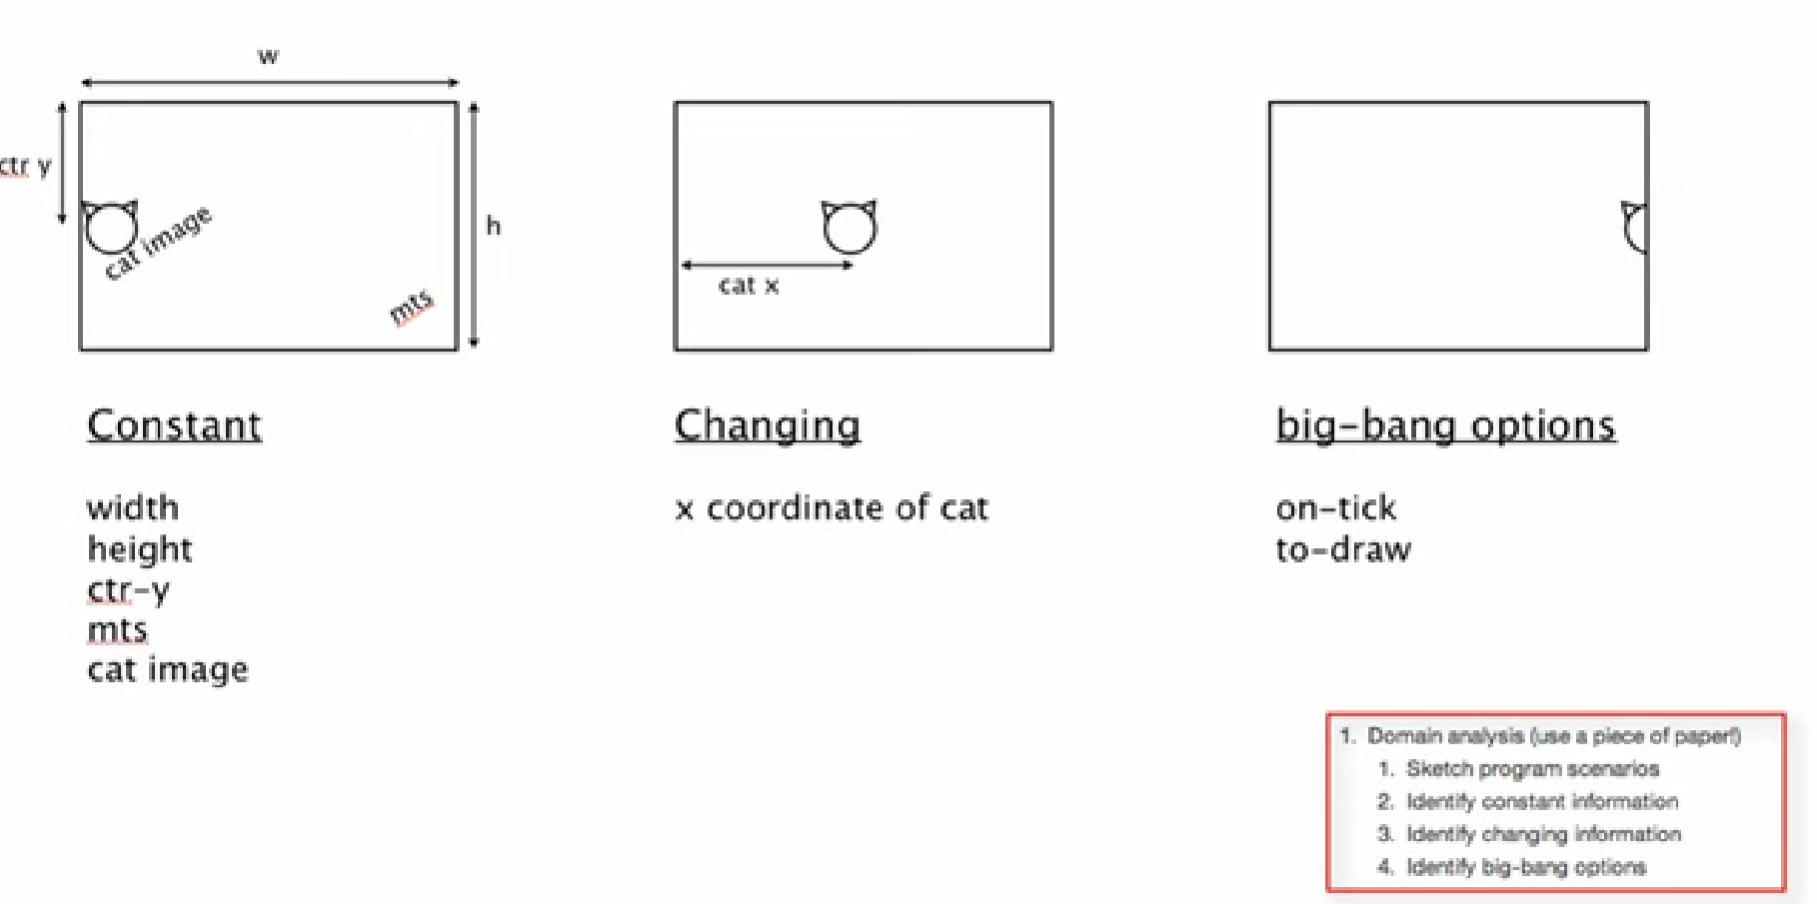 w
ctr y
cat image
mts
h
cat x
Constant
width
height
ctr-y
mts
cat image
Changing
x coordinate of cat
big-bang options
on-tick
to-draw
1. Domain analysis (use a piece of paper!)
1. Sketch program scenarios
2. Identify constant information
3. Identify changing information
4. Identify big-bang options